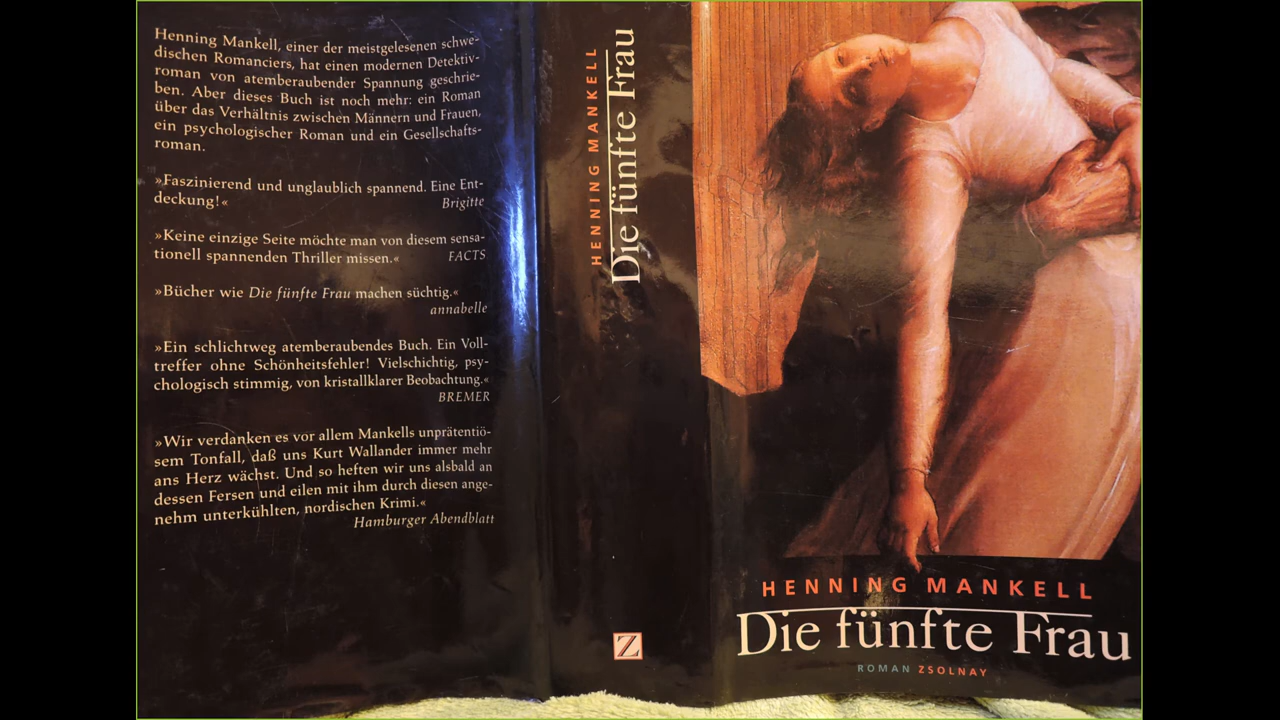 Henning Mankell, einer der meistgelesenen schwe-
dischen Romanciers, hat einen modernen Detektiv-
roman von atemberaubender Spannung geschrie-
ben. Aber dieses Buch ist noch mehr: ein Roman
über das Verhältnis zwischen Männern und Frauen,
ein psychologischer Roman und ein Gesellschafts-
roman.
»Faszinierend und unglaublich spannend. Eine Ent-
deckung!« Brigitte
»Keine einzige Seite möchte man von diesem sensa-
tionell spannenden Thriller missen.« FACTS
»Bücher wie Die fünfte Frau machen süchtig.«
annabelle
»Ein schlichtweg atemberaubendes Buch. Ein Voll-
treffer ohne Schönheitsfehler! Vielschichtig, psy-
chologisch stimmig, von kristallklarer Beobachtung.«
BREMER
»Wir verdanken es vor allem Mankells unprätentiö-
sem Tonfall, daß uns Kurt Wallander immer mehr
ans Herz wächst. Und so heften wir uns alsbald an
dessen Fersen und eilen mit ihm durch diesen ange-
nehm unterkühlten, nordischen Krimi.«
Hamburger Abendblatt
HENNING MANKELL
Die fünfte Frau
Z
HENNING MANKELL
Die fünfte Frau
ROMAN ZSOLNAY